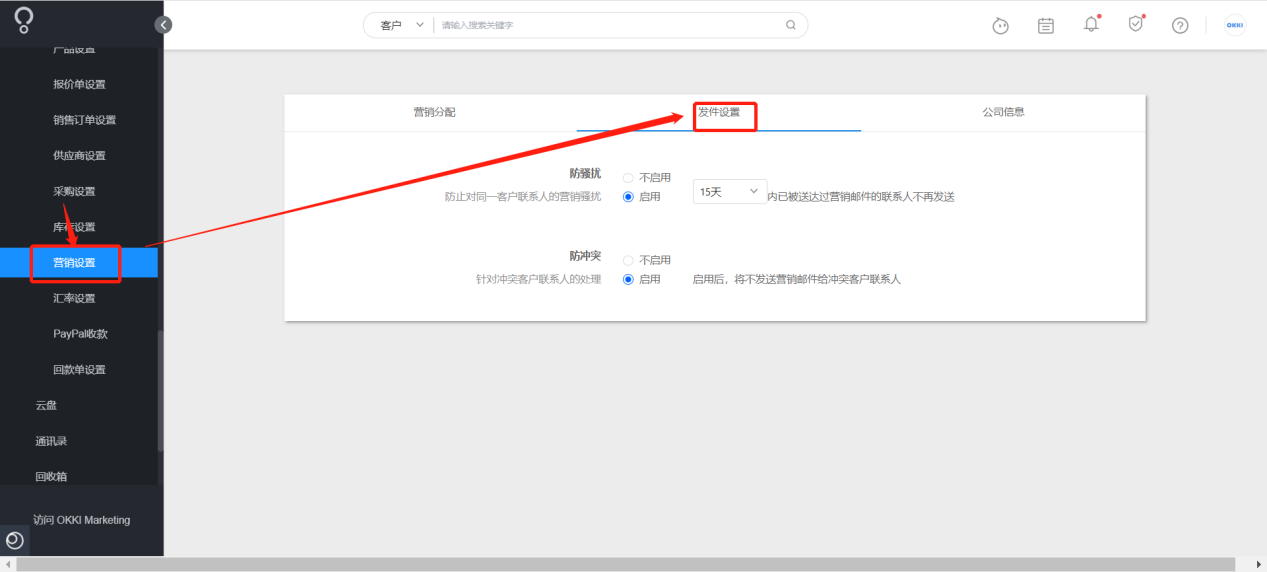 客户
请输入搜索关键字
OKKI
产品设置
报价单设置
销售订单设置
供应商设置
采购设置
库存设置
营销设置
汇率设置
PayPal收款
回款单设置
云盘
通讯录
回收箱
访问 OKKI Marketing
营销分配
发件设置
公司信息
防骚扰
不启用
防止对同一客户联系人的营销骚扰
启用
15天
内已被送达过营销邮件的联系人不再发送
防冲突
不启用
针对冲突客户联系人的处理
启用
启用后，将不发送营销邮件给冲突客户联系人